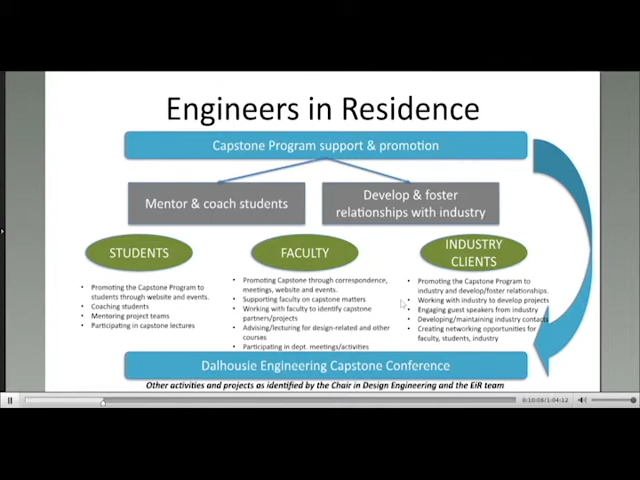 Engineers in Residence
Capstone Program support & promotion
Mentor & coach students
Develop & foster
relationships with industry
STUDENTS
FACULTY
INDUSTRY
CLIENTS
• Promoting the Capstone Program to
students through website and events.
• Coaching students
• Mentoring project teams
• Participating in capstone lectures
• Promoting Capstone through correspondence,
meetings, website and events.
• Supporting faculty on capstone matters
• Working with faculty to identify capstone
partners/projects
• Advising/lecturing for design-related and other
courses
• Participating in dept. meetings/activities
• Promoting the Capstone Program to
industry and develop/foster relationships.
• Working with industry to develop projects
• Engaging guest speakers from industry
• Developing/maintaining industry contacts
• Creating networking opportunities for
faculty, students, industry
Dalhousie Engineering Capstone Conference
Other activities and projects as identified by the Chair in Design Engineering and the EiR team
0:10:08/1:04:12